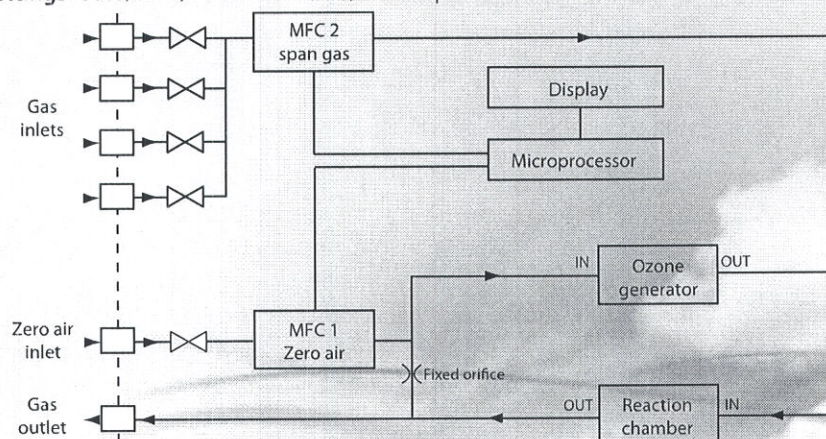 MFC 2
span gas
Display
Gas
inlets
Microprocessor
IN
Ozone
generator
OUT
Zero air
inlet
MFC 1
Zero air
Fixed orifice
Gas
outlet
OUT
Reaction
chamber
IN